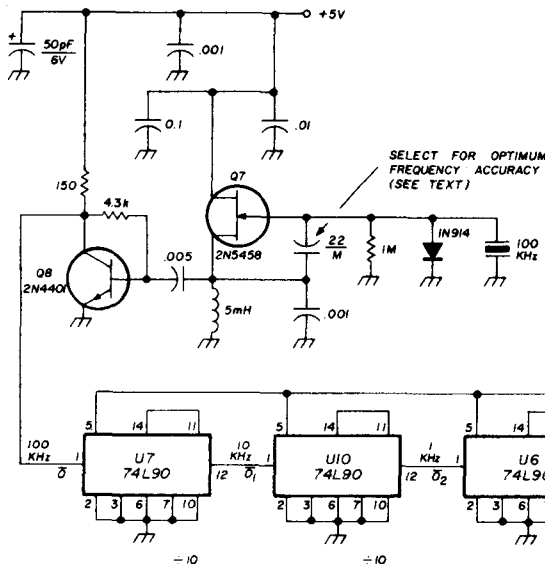 +5V
50pF
6V
.001
0.1
.01
SELECT FOR OPTIMUM
FREQUENCY ACCURACY
(SEE TEXT)
150
4.3k
Q7
2N5458
22
M
1M
1N914
100
KHz
Q8
2N4401
.005
5mH
.001
5 14 11
5 14 11
5 14
100
KHz
O
1
U7
74L90
12
10
KHz
O1
1
U10
74L90
12
1
KHz
O2
1
U6
2 3 6 7 10
2 3 6 7 10
2 3 6 7
÷10
÷10